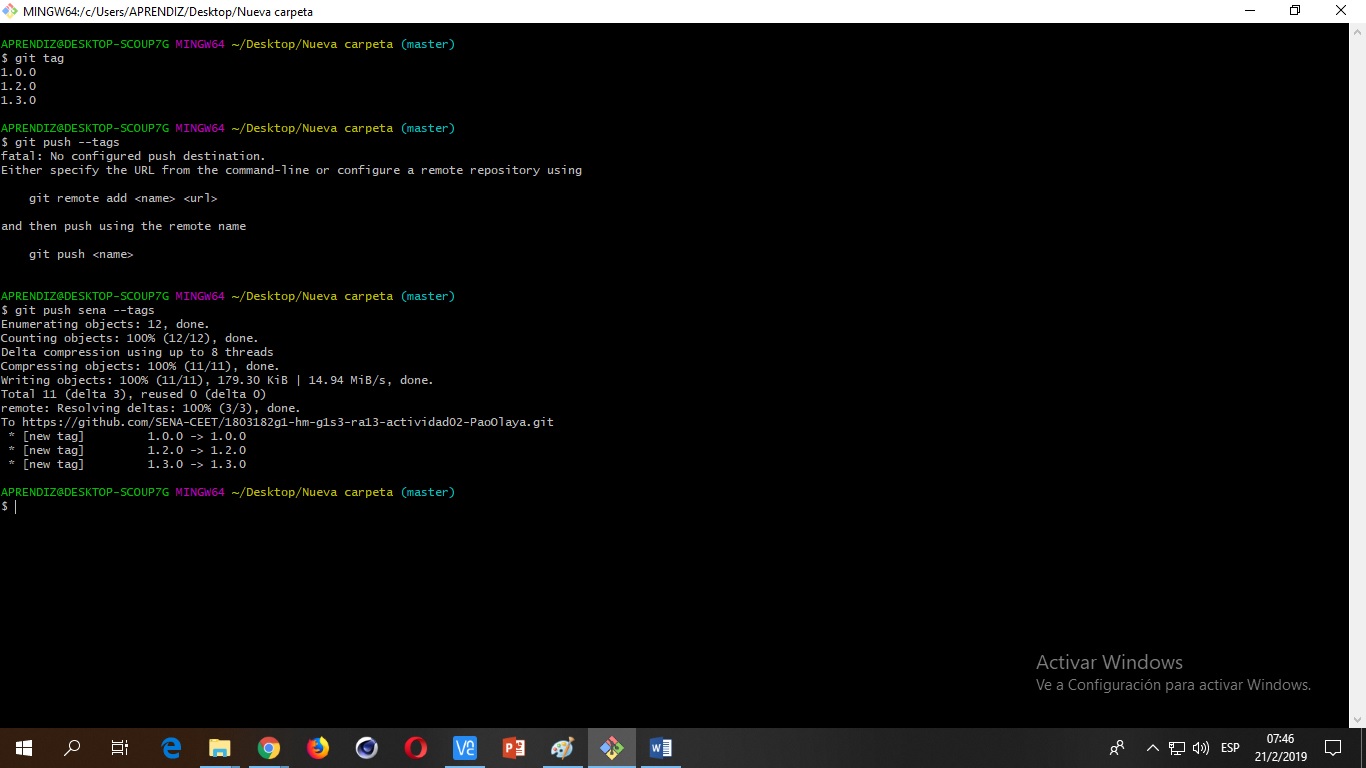 MINGW64:/c/Users/APRENDIZ/Desktop/Nueva carpeta
APRENDIZ@DESKTOP-SCOUP7G MINGW64 ~/Desktop/Nueva carpeta (master)
$ git tag
1.0.0
1.2.0
1.3.0
APRENDIZ@DESKTOP-SCOUP7G MINGW64 ~/Desktop/Nueva carpeta (master)
$ git push --tags
fatal: No configured push destination.
Either specify the URL from the command-line or configure a remote repository using
git remote add <name> <url>
and then push using the remote name
git push <name>
APRENDIZ@DESKTOP-SCOUP7G MINGW64 ~/Desktop/Nueva carpeta (master)
$ git push sena --tags
Enumerating objects: 12, done.
Counting objects: 100% (12/12), done.
Delta compression using up to 8 threads
Compressing objects: 100% (11/11), done.
Writing objects: 100% (11/11), 179.30 KiB | 14.94 MiB/s, done.
Total 11 (delta 3), reused 0 (delta 0)
remote: Resolving deltas: 100% (3/3), done.
To https://github.com/SENA-CEET/1803182g1-hm-g1s3-ra13-actividad02-PaoOlaya.git
* [new tag] 1.0.0 -> 1.0.0
* [new tag] 1.2.0 -> 1.2.0
* [new tag] 1.3.0 -> 1.3.0
APRENDIZ@DESKTOP-SCOUP7G MINGW64 ~/Desktop/Nueva carpeta (master)
$
Activar Windows
Ve a Configuración para activar Windows.
ESP
07:46
21/2/2019